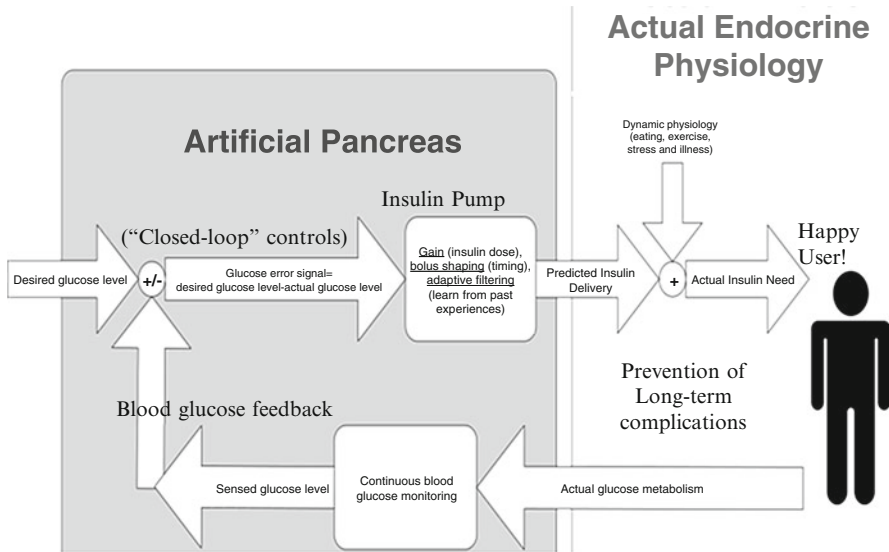 Actual Endocrine
Physiology
Artificial Pancreas
Dynamic physiology
(eating, exercise,
stress and illness)
Insulin Pump
(“Closed-loop” controls)
Happy
User!
Desired glucose level
+/-
Glucose error signal=
desired glucose level-actual glucose level
Gain (insulin dose),
bolus shaping (timing),
adaptive filtering
(learn from past
experiences)
Predicted Insulin
Delivery
+
Actual Insulin Need
Prevention of
Long-term
complications
Blood glucose feedback
Sensed glucose level
Continuous blood
glucose monitoring
Actual glucose metabolism